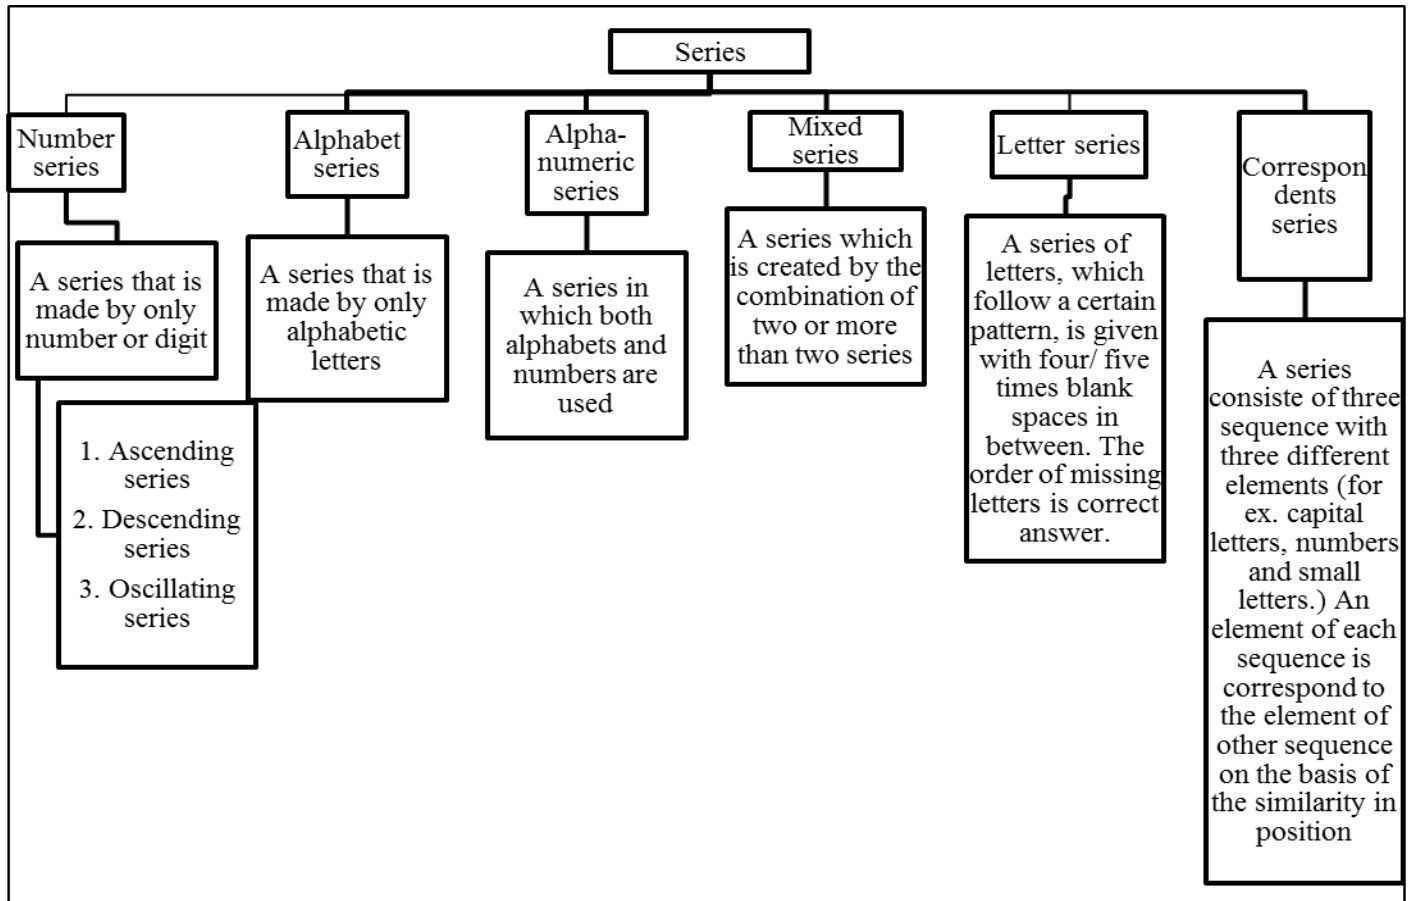 Series
Number
series
A series that is
made by only
number or digit
1. Ascending
series
2. Descending
series
3. Oscillating
series
Alphabet
series
A series that is
made by only
alphabetic
letters
Alpha-
numeric
series
A series in
which both
alphabets and
numbers are
used
Mixed
series
A series which
is created by the
combination of
two or more
than two series
Letter series
A series of
letters, which
follow a certain
pattern, is given
with four/ five
times blank
spaces in
between. The
order of missing
letters is correct
answer.
Correspon
dents
series
A series
consiste of three
sequence with
three different
elements (for
ex. capital
letters, numbers
and small
letters.) An
element of each
sequence is
correspond to
the element of
other sequence
on the basis of
the similarity in
position